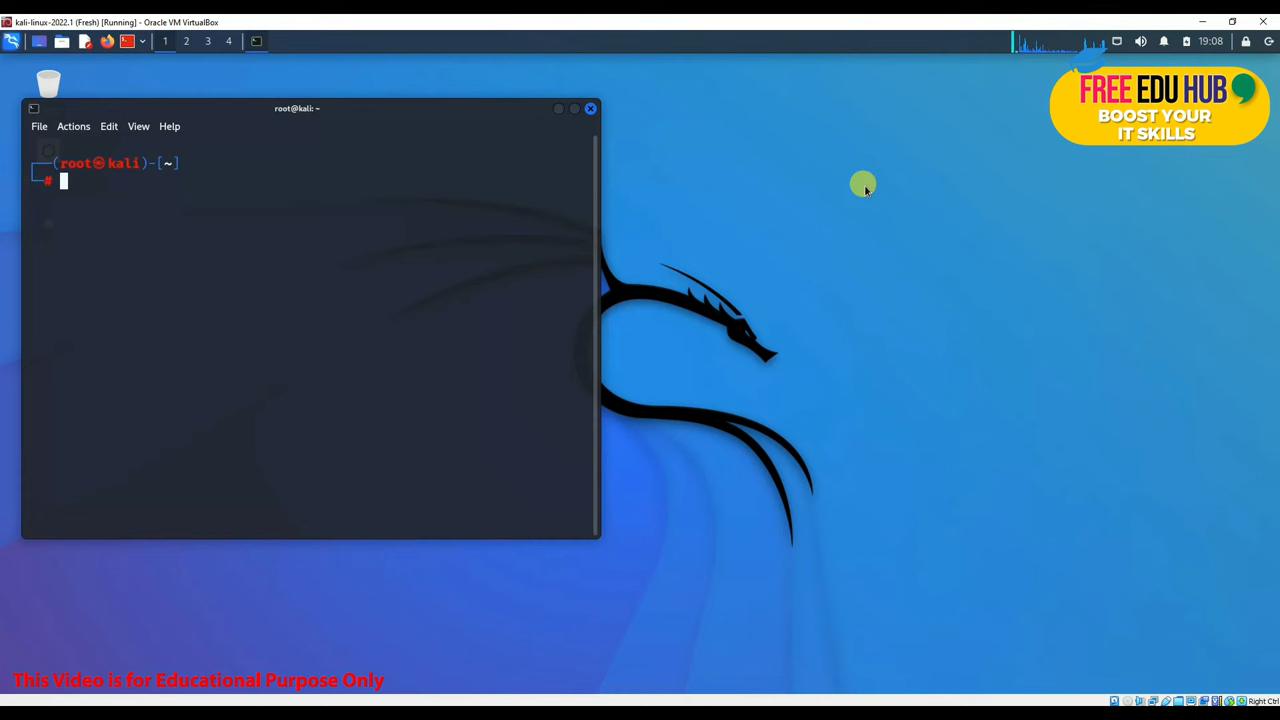 kali-linux-2022.1 (Fresh) [Running] - Oracle VM VirtualBox
1 2 3 4
19:08
FREE EDU HUB
BOOST YOUR
IT SKILLS
root@kali: ~
File Actions Edit View Help
(root㉿kali)-[~]
#
This Video is for Educational Purpose Only
Right Ctrl